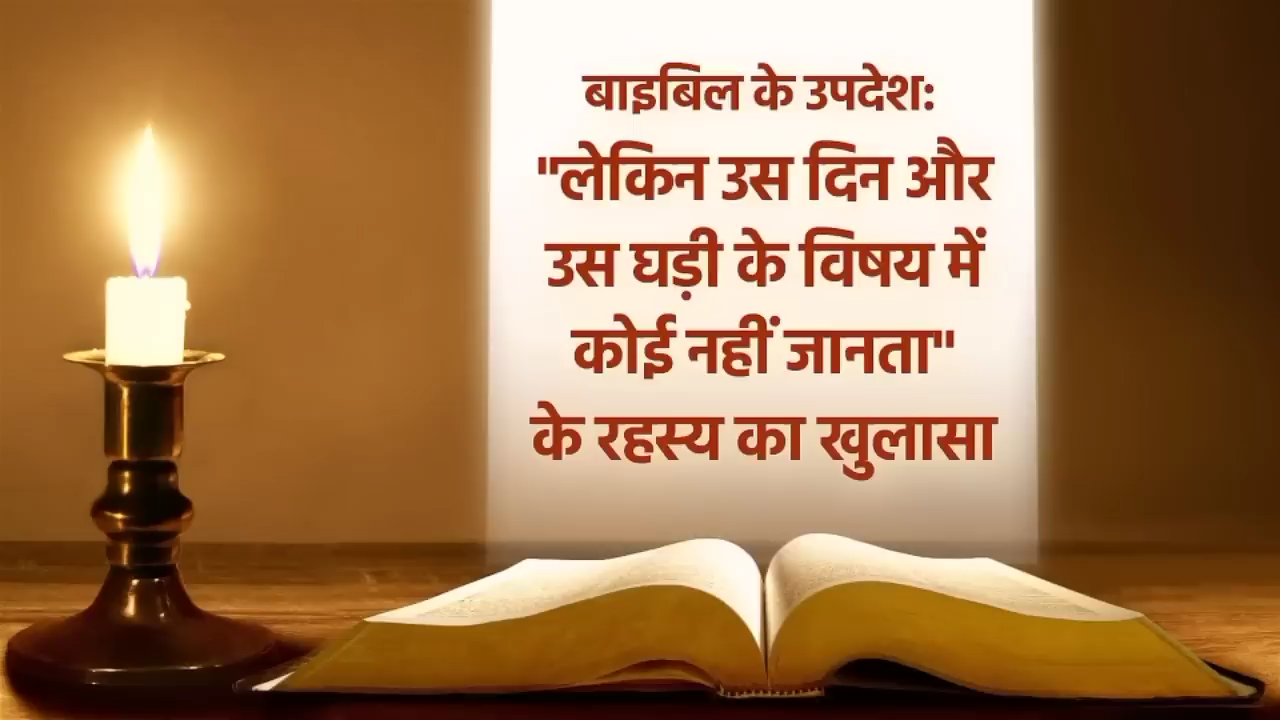 बाइबिल के उपदेश:
"लेकिन उस दिन और
उस घड़ी के विषय में
कोई नहीं जानता"
के रहस्य का खुलासा